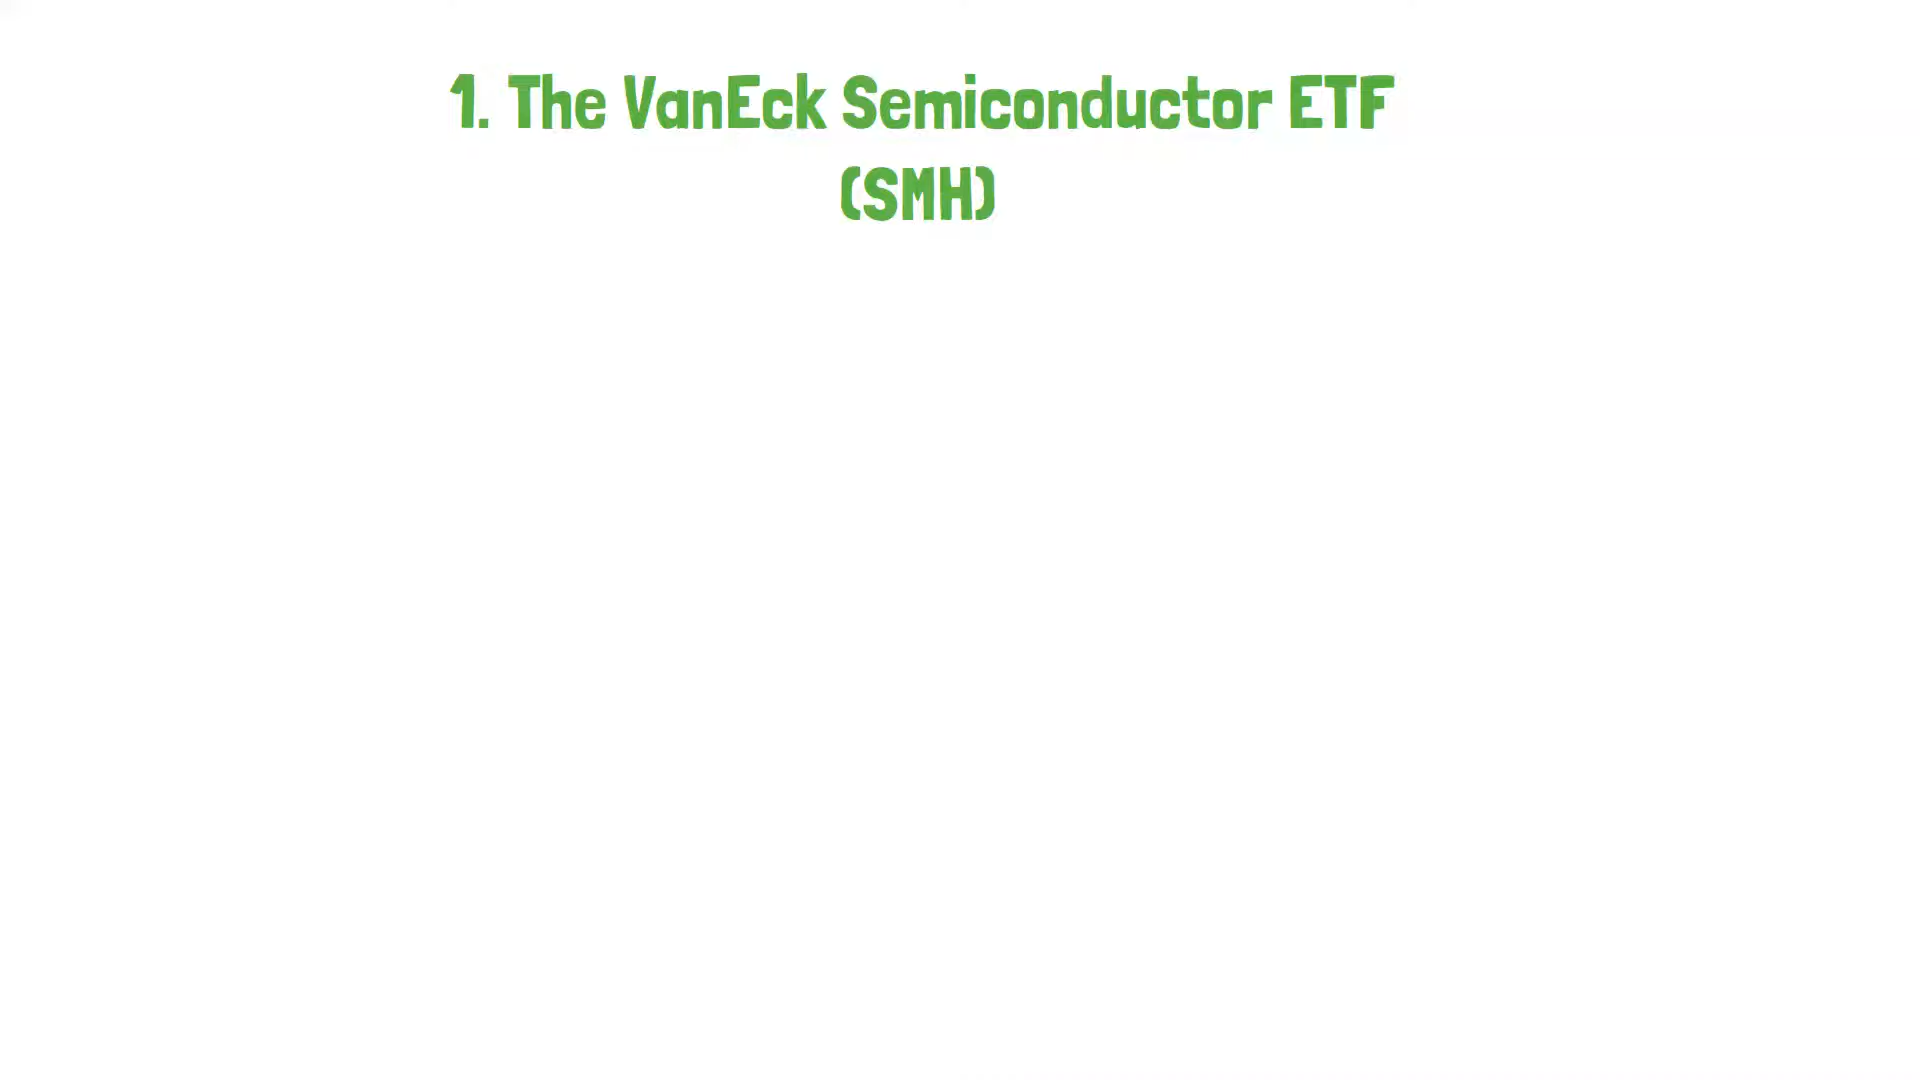 1. The VanEck Semiconductor ETF
(SMH)